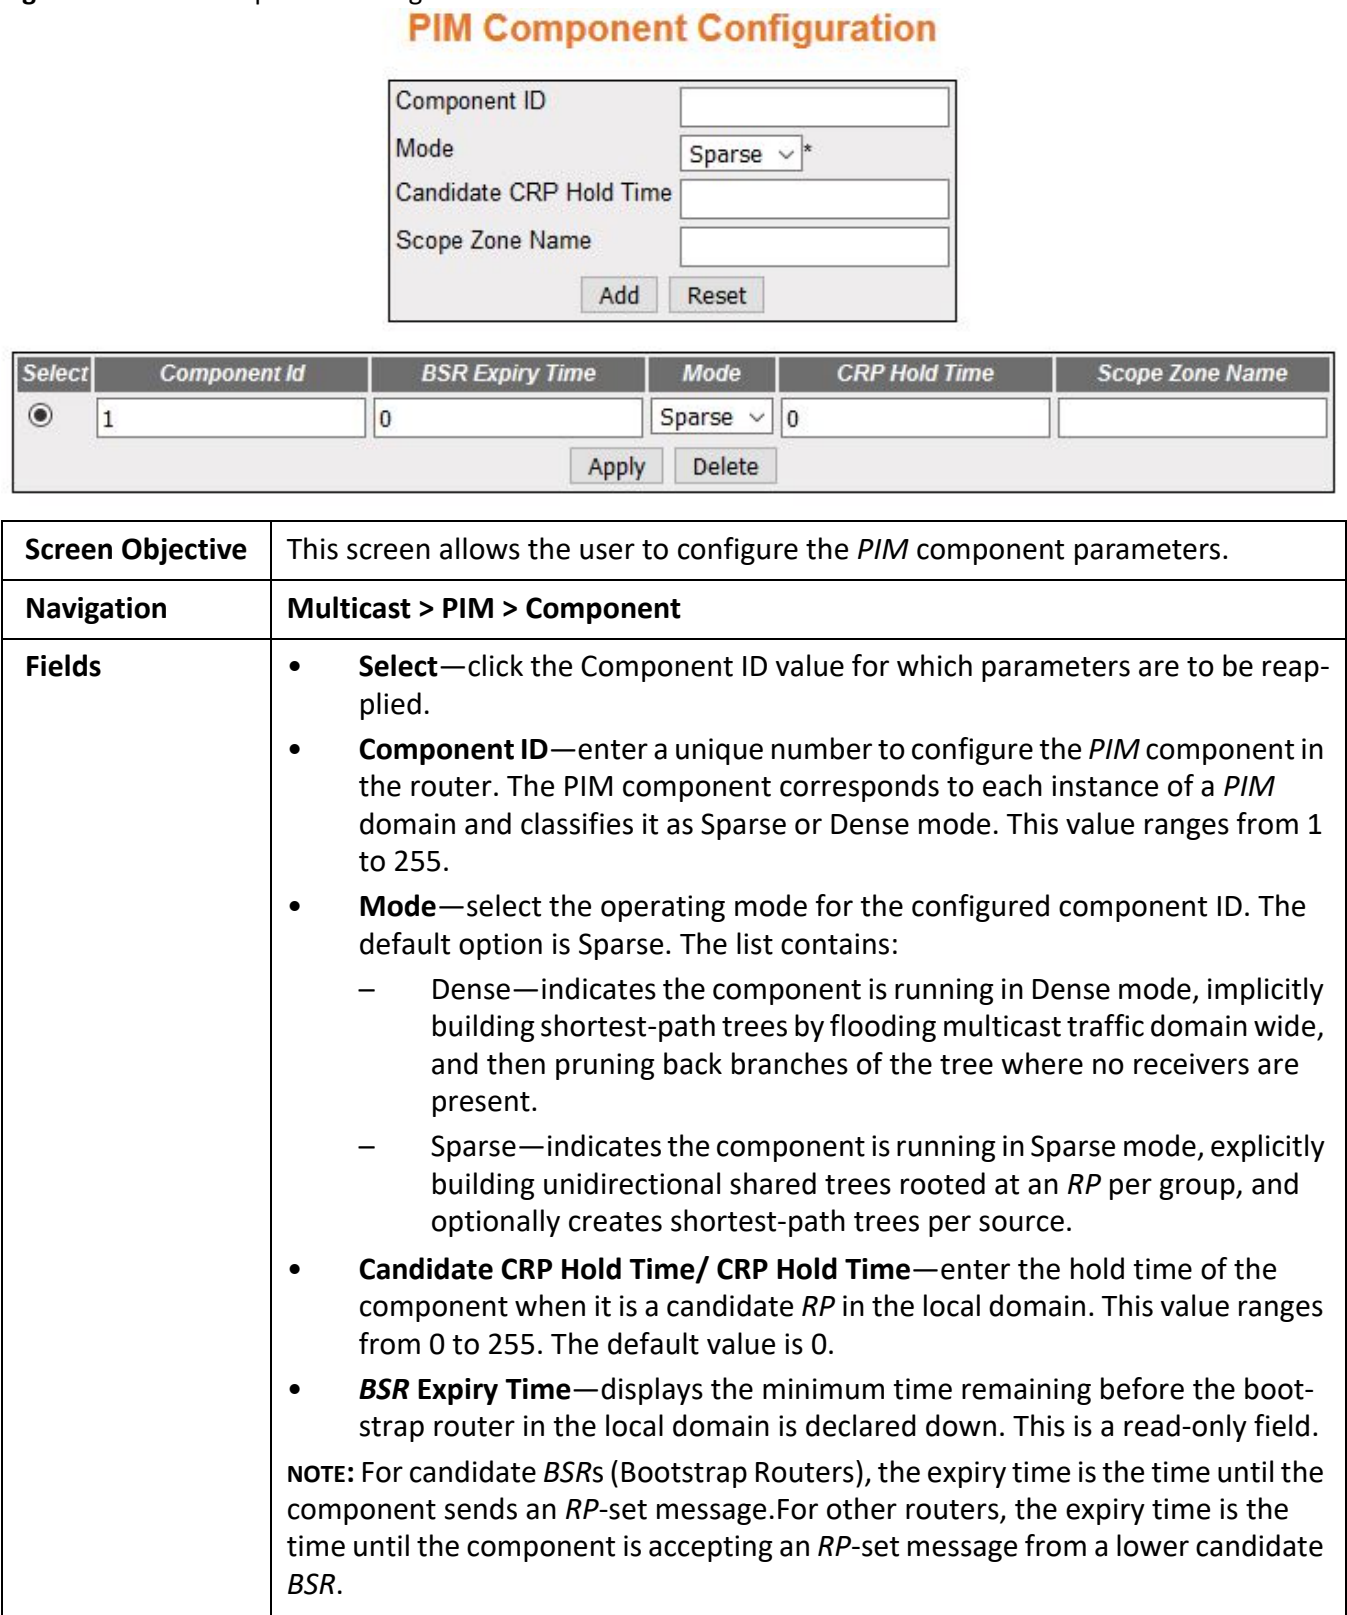 PIM Component Configuration
Component ID
Mode Sparse *
Candidate CRP Hold Time
Scope Zone Name
Add Reset
Select Component Id BSR Expiry Time Mode CRP Hold Time Scope Zone Name
1 0 Sparse 0
Apply Delete
Screen Objective This screen allows the user to configure the PIM component parameters.
Navigation Multicast > PIM > Component
Fields • Select—click the Component ID value for which parameters are to be reap-
plied.
• Component ID—enter a unique number to configure the PIM component in
the router. The PIM component corresponds to each instance of a PIM
domain and classifies it as Sparse or Dense mode. This value ranges from 1
to 255.
• Mode—select the operating mode for the configured component ID. The
default option is Sparse. The list contains:
– Dense—indicates the component is running in Dense mode, implicitly
building shortest-path trees by flooding multicast traffic domain wide,
and then pruning back branches of the tree where no receivers are
present.
– Sparse—indicates the component is running in Sparse mode, explicitly
building unidirectional shared trees rooted at an RP per group, and
optionally creates shortest-path trees per source.
• Candidate CRP Hold Time/ CRP Hold Time—enter the hold time of the
component when it is a candidate RP in the local domain. This value ranges
from 0 to 255. The default value is 0.
• BSR Expiry Time—displays the minimum time remaining before the boot-
strap router in the local domain is declared down. This is a read-only field.
NOTE: For candidate BSRs (Bootstrap Routers), the expiry time is the time until the
component sends an RP-set message.For other routers, the expiry time is the
time until the component is accepting an RP-set message from a lower candidate
BSR.